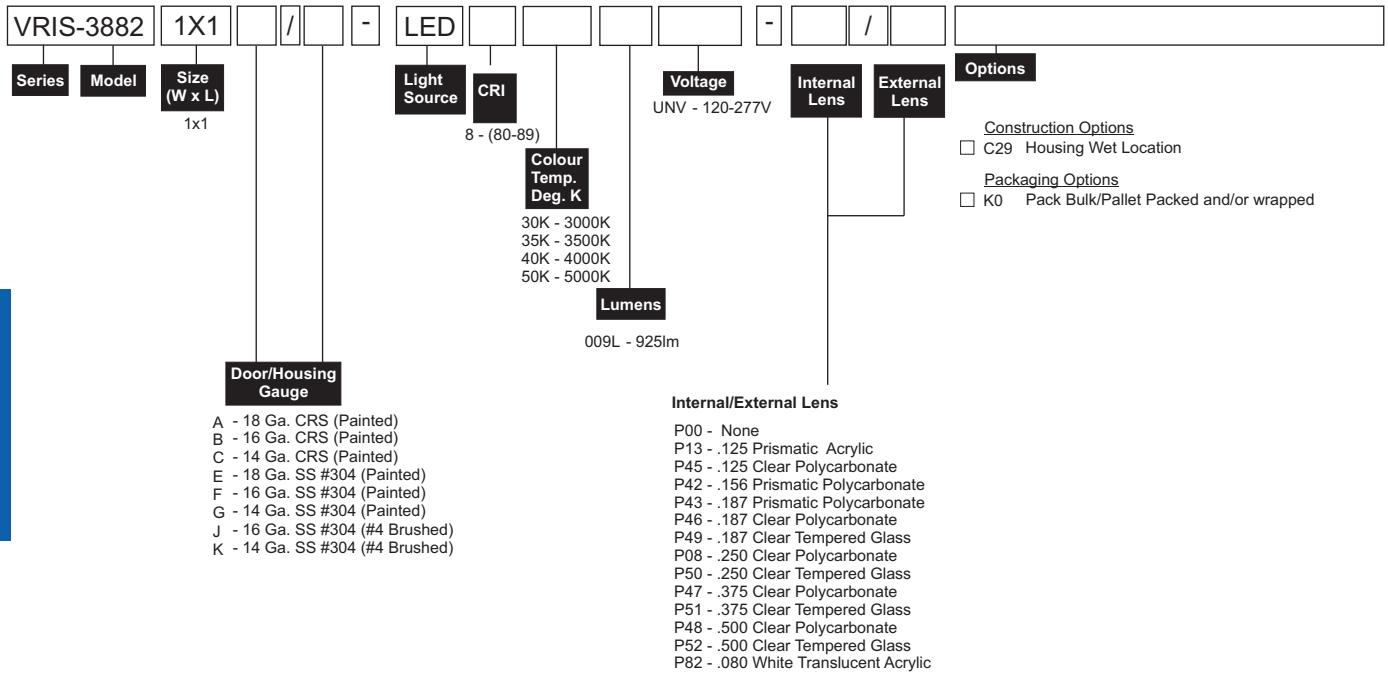 VRIS-3882 1X1 / - LED - /
Series Model Size (W x L)
1x1
Light Source
CRI
8 - (80-89)
Colour Temp. Deg. K
30K - 3000K
35K - 3500K
40K - 4000K
50K - 5000K
Lumens
009L - 925lm
Voltage
UNV - 120-277V
Internal Lens
External Lens
Options
Construction Options
C29 Housing Wet Location
Packaging Options
K0 Pack Bulk/Pallet Packed and/or wrapped
Door/Housing Gauge
A - 18 Ga. CRS (Painted)
B - 16 Ga. CRS (Painted)
C - 14 Ga. CRS (Painted)
E - 18 Ga. SS #304 (Painted)
F - 16 Ga. SS #304 (Painted)
G - 14 Ga. SS #304 (Painted)
J - 16 Ga. SS #304 (#4 Brushed)
K - 14 Ga. SS #304 (#4 Brushed)
Internal/External Lens
P00 - None
P13 - .125 Prismatic Acrylic
P45 - .125 Clear Polycarbonate
P42 - .156 Prismatic Polycarbonate
P43 - .187 Prismatic Polycarbonate
P46 - .187 Clear Polycarbonate
P49 - .187 Clear Tempered Glass
P08 - .250 Clear Polycarbonate
P50 - .250 Clear Tempered Glass
P47 - .375 Clear Polycarbonate
P51 - .375 Clear Tempered Glass
P48 - .500 Clear Polycarbonate
P52 - .500 Clear Tempered Glass
P82 - .080 White Translucent Acrylic